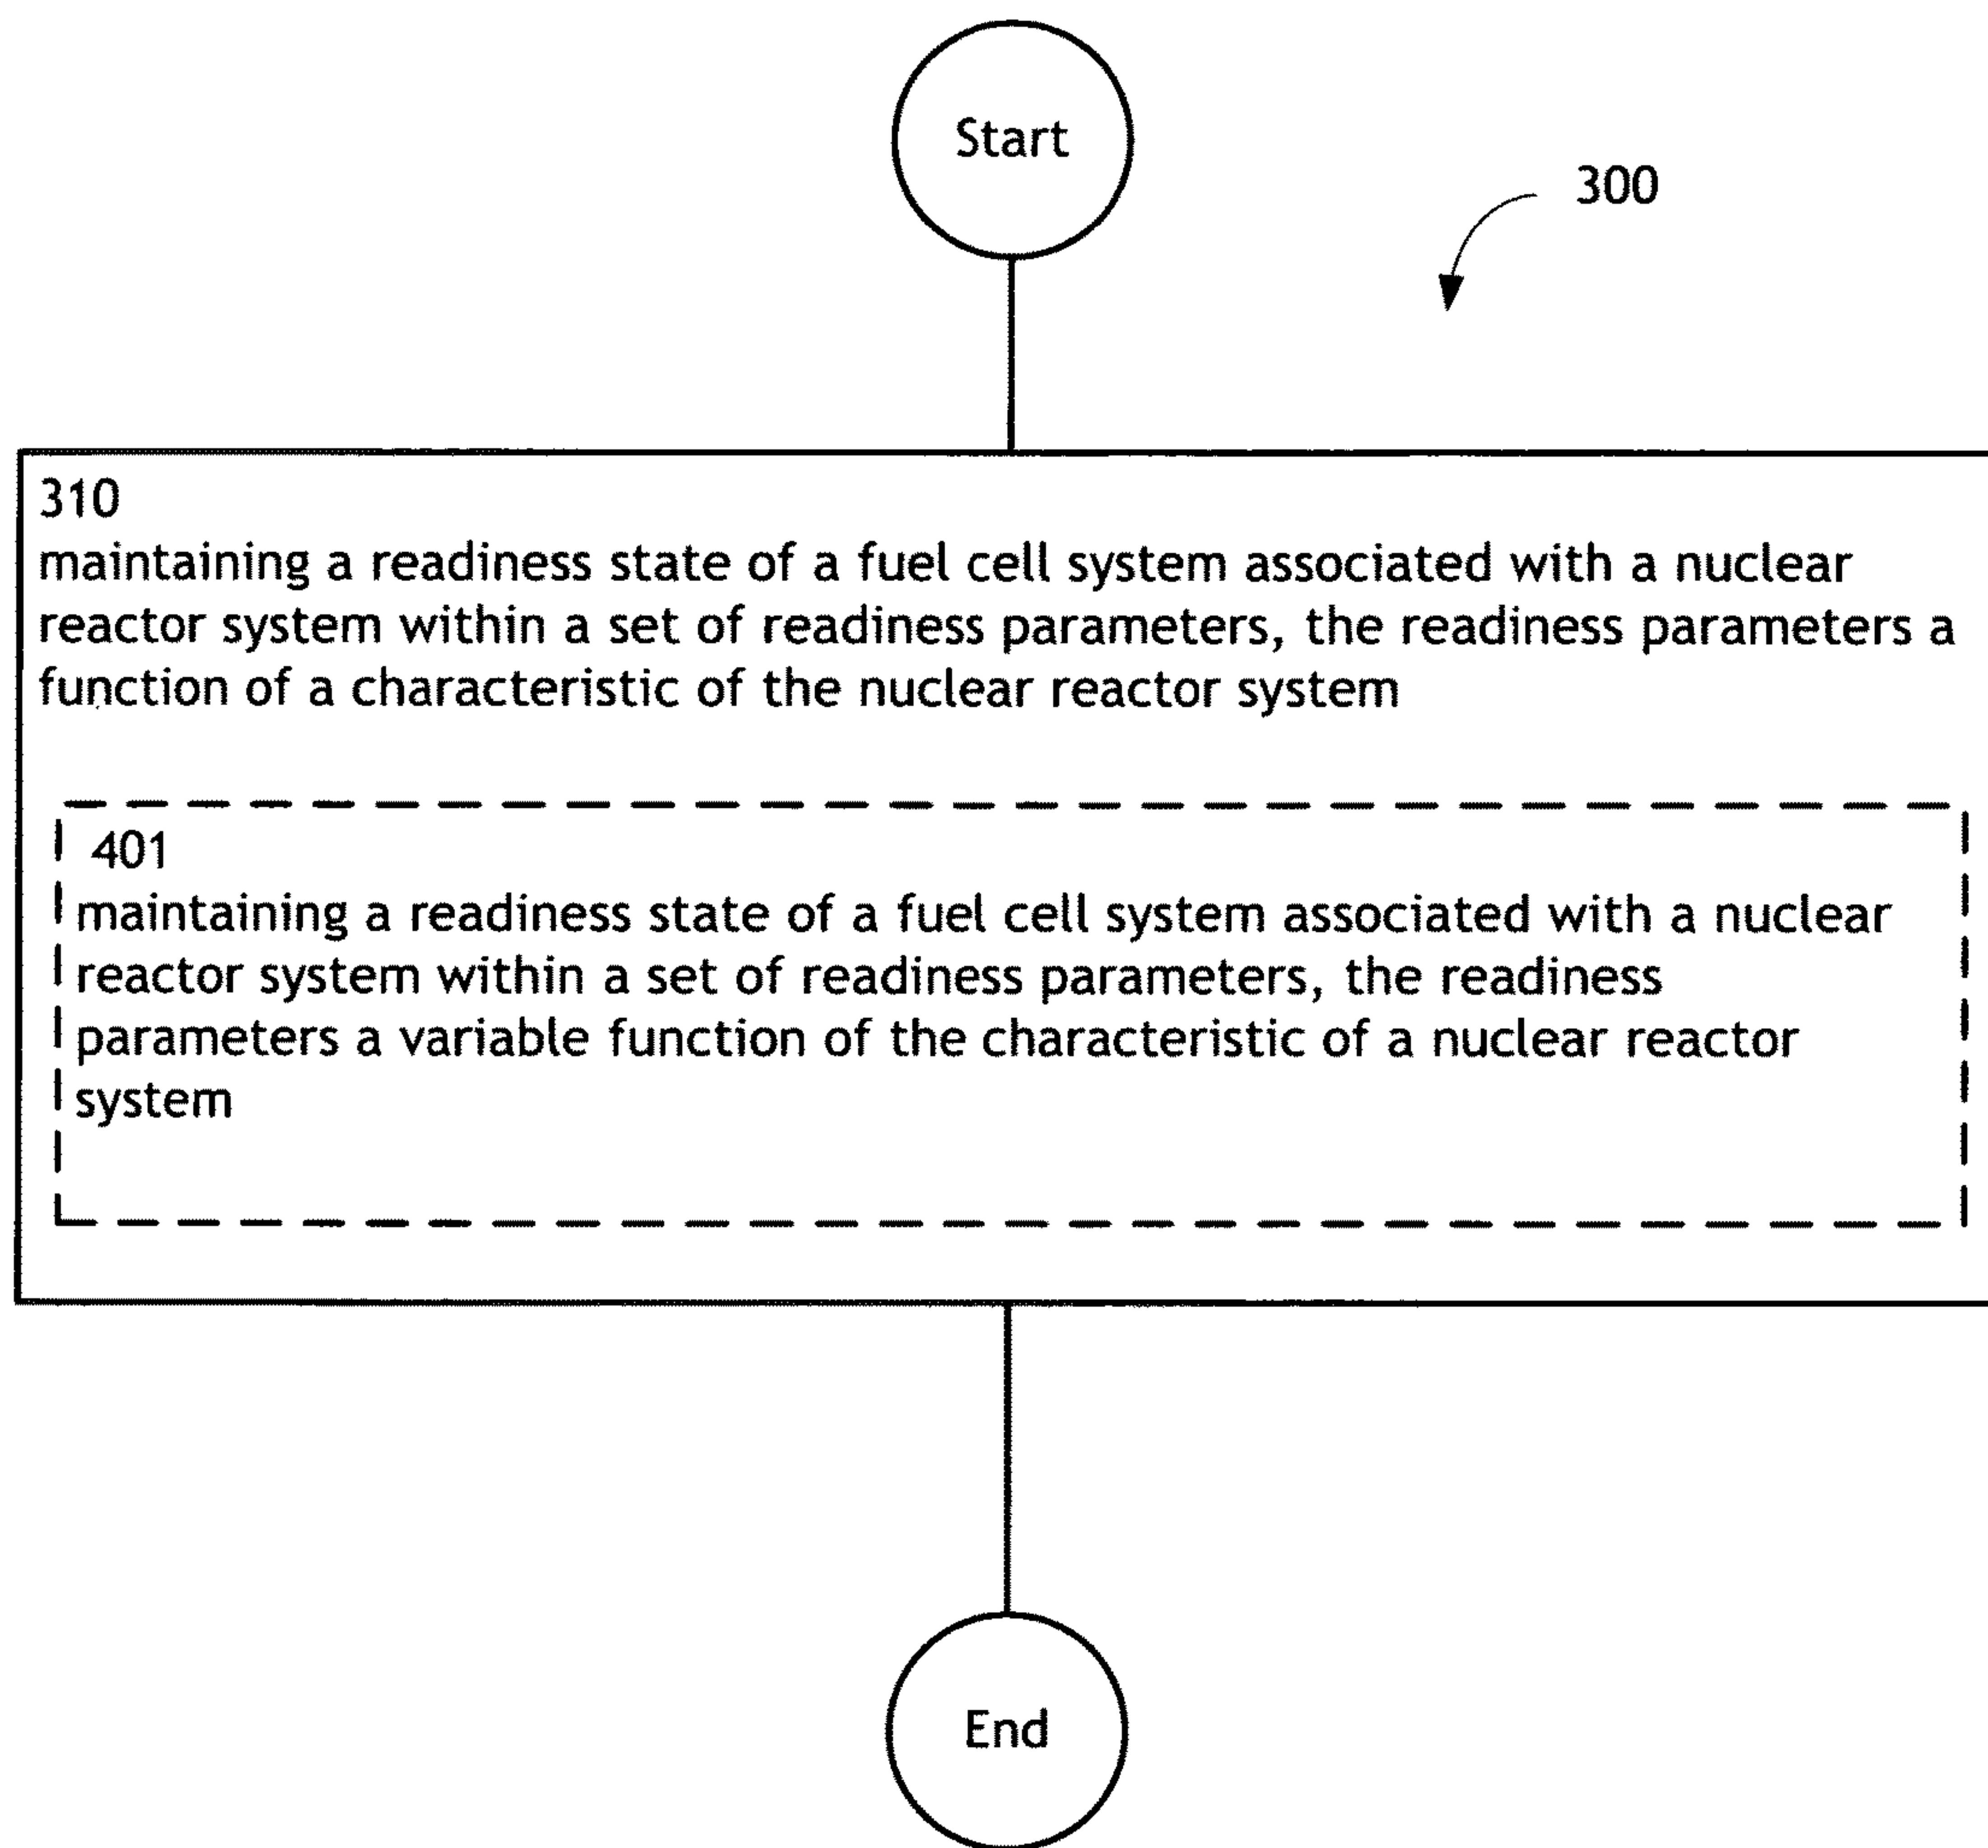 Start
300
310
maintaining a readiness state of a fuel cell system associated with a nuclear
reactor system within a set of readiness parameters, the readiness parameters a
function of a characteristic of the nuclear reactor system
401
maintaining a readiness state of a fuel cell system associated with a nuclear
reactor system within a set of readiness parameters, the readiness
parameters a variable function of the characteristic of a nuclear reactor
system
End